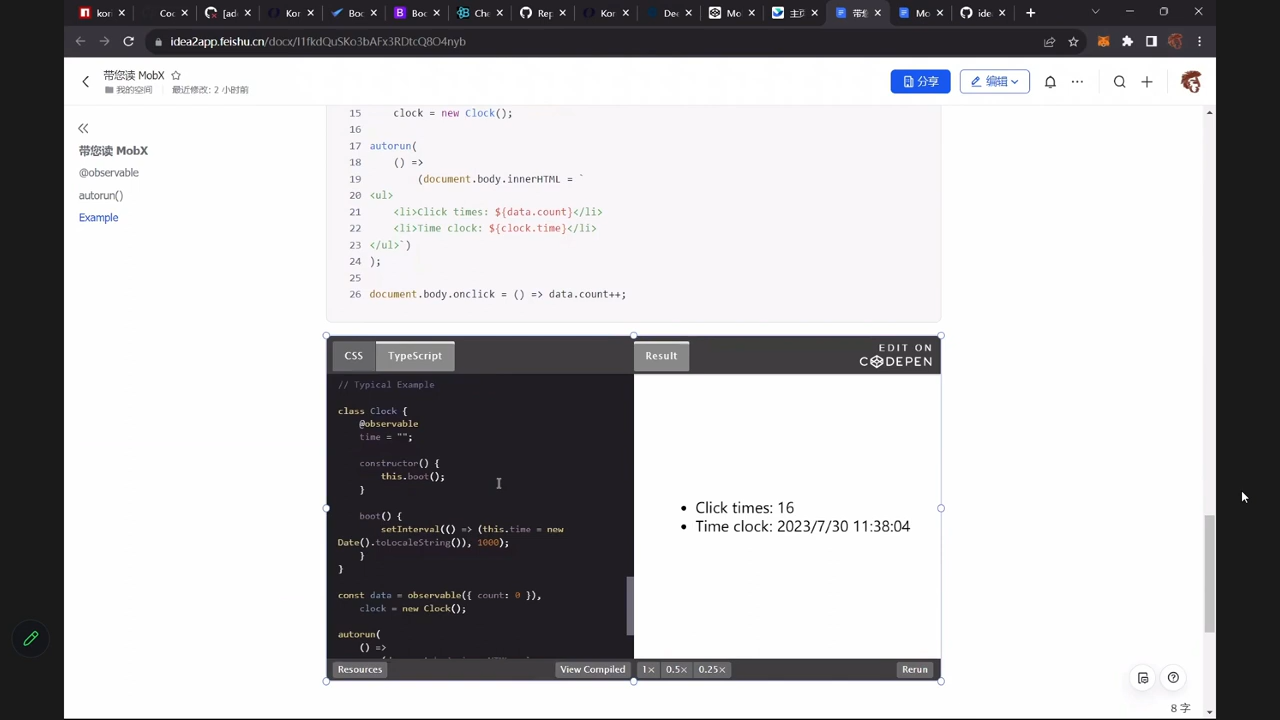 kor
Co
[ad
Kor
Boc
Boc
Che
Rep
Kor
Dee
Mo
主页
带您
Mo
ide
idea2app.feishu.cn/docx/I1fkdQuSKo3bAFx3RDtcQ8O4nyb
带您读 MobX
我的空间 最近修改: 2 小时前
分享
编辑
带您读 MobX
@observable
autorun()
Example
15 clock = new Clock();
16
17 autorun(
18 () =>
19 (document.body.innerHTML = `
20 <ul>
21 <li>Click times: ${data.count}</li>
22 <li>Time clock: ${clock.time}</li>
23 </ul>`)
24 );
25
26 document.body.onclick = () => data.count++;
CSS TypeScript Result
EDIT ON
CODEPEN
// Typical Example
class Clock {
@observable
time = "";
constructor() {
this.boot();
}
boot() {
setInterval(() => (this.time = new
Date().toLocaleString()), 1000);
}
}
const data = observable({ count: 0 }),
clock = new Clock();
autorun(
() =>
• Click times: 16
• Time clock: 2023/7/30 11:38:04
Resources View Compiled 1× 0.5× 0.25× Rerun
8 字